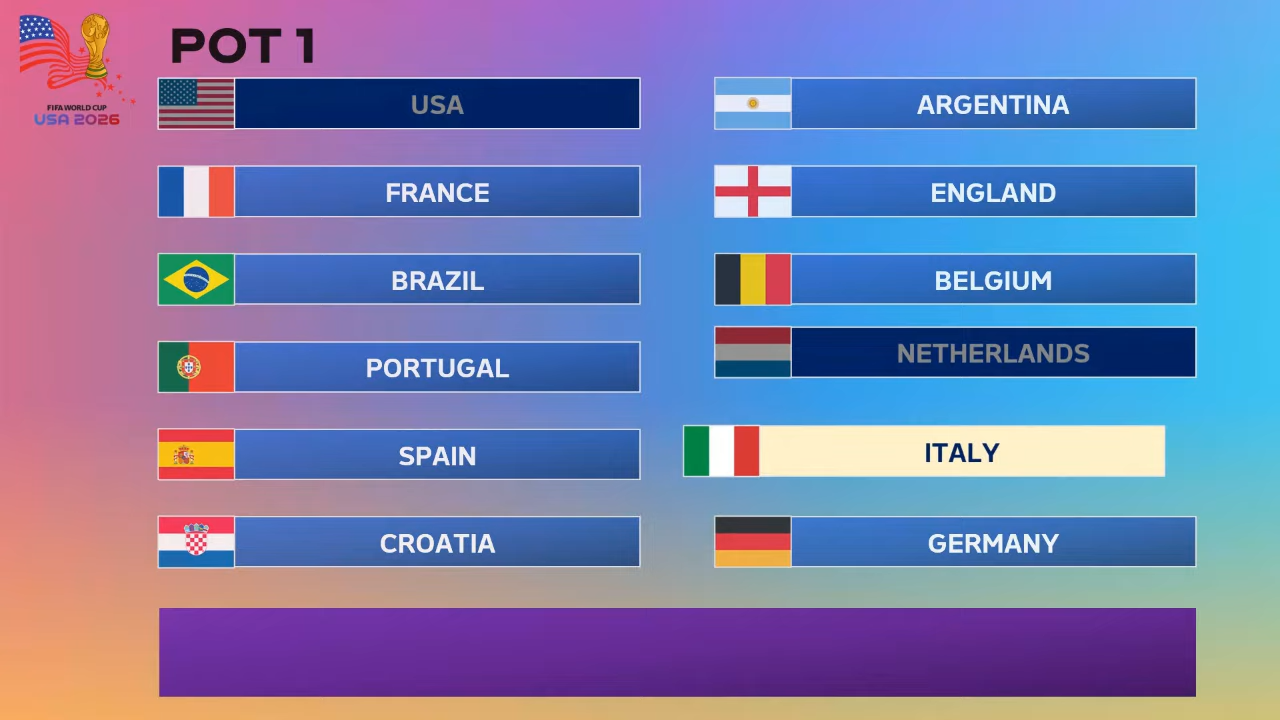 POT 1
FIFA WORLD CUP
USA 2026
USA
FRANCE
BRAZIL
PORTUGAL
SPAIN
CROATIA
ARGENTINA
ENGLAND
BELGIUM
NETHERLANDS
ITALY
GERMANY